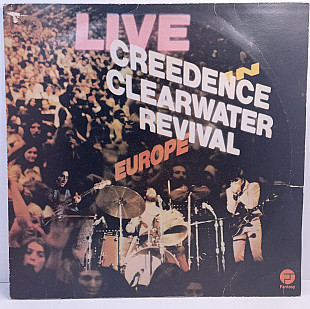 LIVE
IN
CREEDENCE
CLEARWATER
REVIVAL
EUROPE
Fantasy